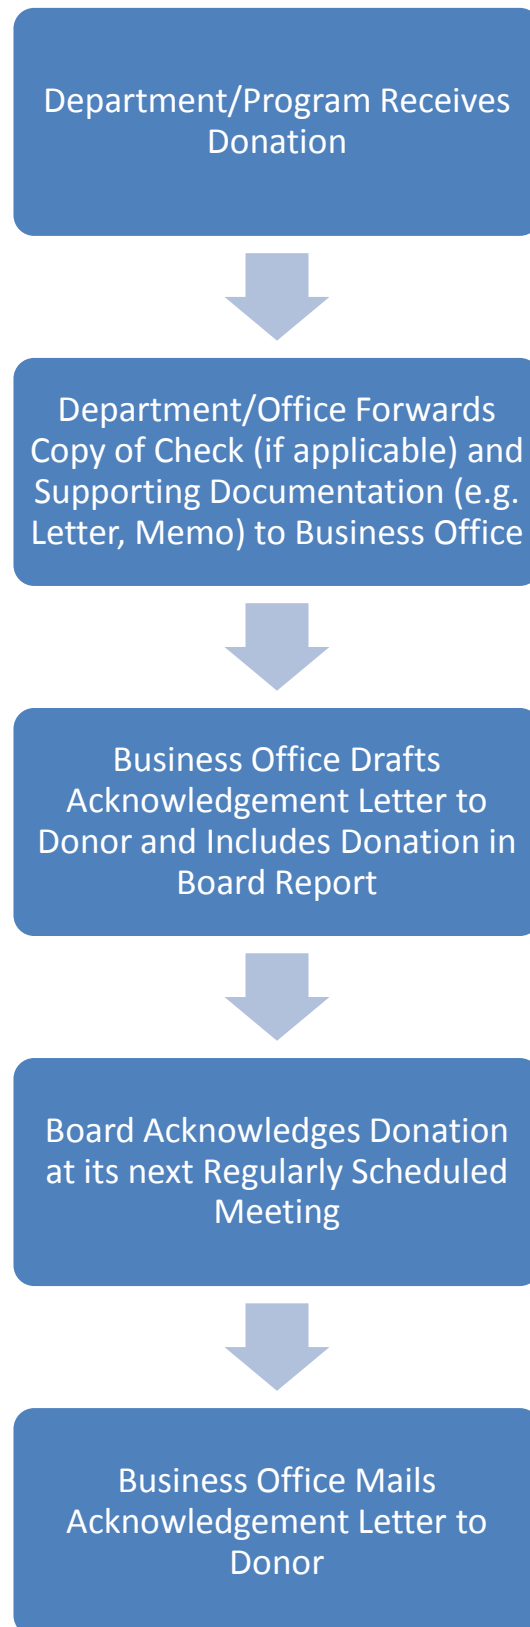 Department/Program Receives
Donation
Department/Office Forwards
Copy of Check (if applicable) and
Supporting Documentation (e.g.
Letter, Memo) to Business Office
Business Office Drafts
Acknowledgement Letter to
Donor and Includes Donation in
Board Report
Board Acknowledges Donation
at its next Regularly Scheduled
Meeting
Business Office Mails
Acknowledgement Letter to
Donor